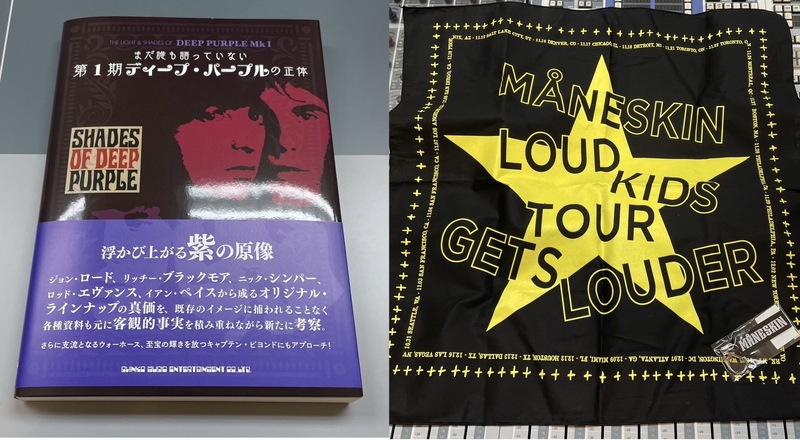 THE LIGHT & SHADES OF DEEP PURPLE Mk I
まだ誰も語っていない
第1期ディープ・パープルの正体
SHADES
OF DEEP
PURPLE
浮かび上がる紫の原像
ジョン・ロード、リッチー・ブラックモア、ニック・シンパー、
ロッド・エヴァンス、イアン・ペイスから成るオリジナル・
ラインナップの真価を、既存のイメージに捕われることなく
各種資料も元に客観的事実を積み重ねながら新たに考察。
さらに支流となるウォーホース、至宝の輝きを放つキャプテン・ビヨンドにもアプローチ!
SHINKO MUSIC ENTERTAINMENT CO.,LTD.
MÅNESKIN
LOUD KIDS
TOUR
GETS
LOUDER
MÅNESKIN